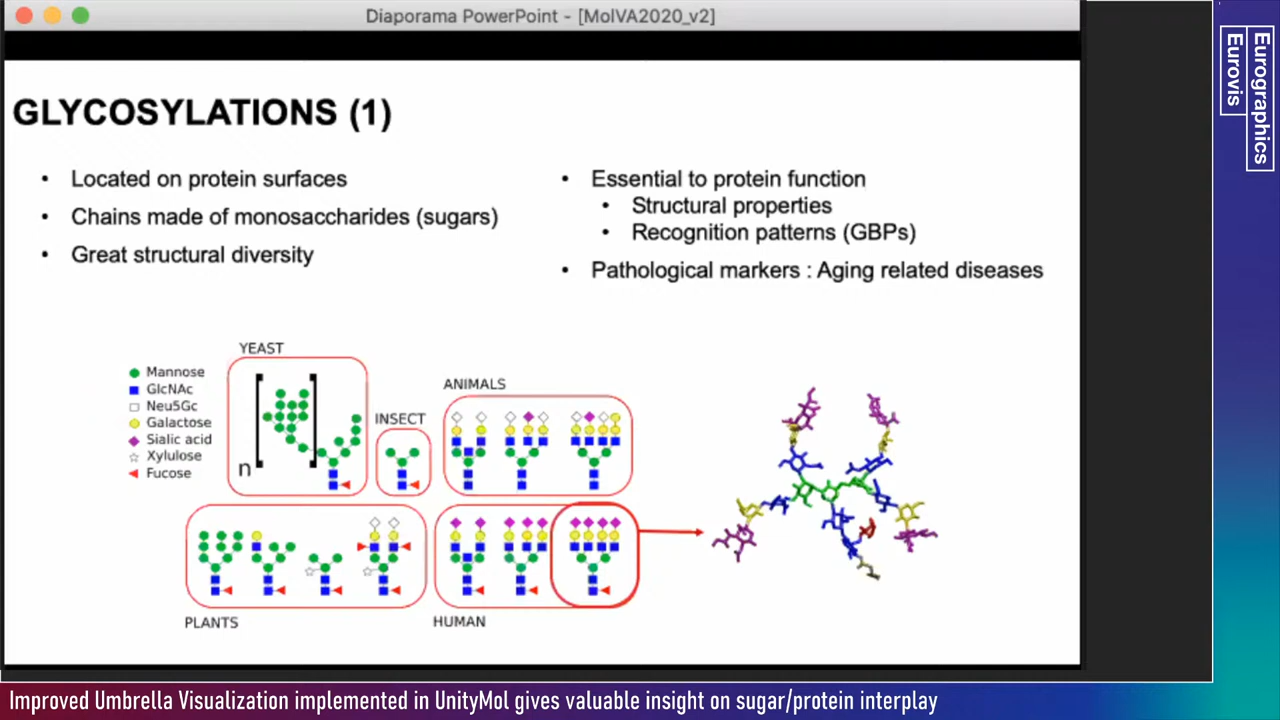 Diaporama PowerPoint - [MolVA2020_v2]
GLYCOSYLATIONS (1)
• Located on protein surfaces
• Chains made of monosaccharides (sugars)
• Great structural diversity
• Essential to protein function
• Structural properties
• Recognition patterns (GBPs)
• Pathological markers : Aging related diseases
Mannose
GlcNAc
Neu5Gc
Galactose
Sialic acid
Xylulose
Fucose
YEAST
n
INSECT
ANIMALS
PLANTS
HUMAN
Eurographics
Eurovis
Improved Umbrella Visualization implemented in UnityMol gives valuable insight on sugar/protein interplay